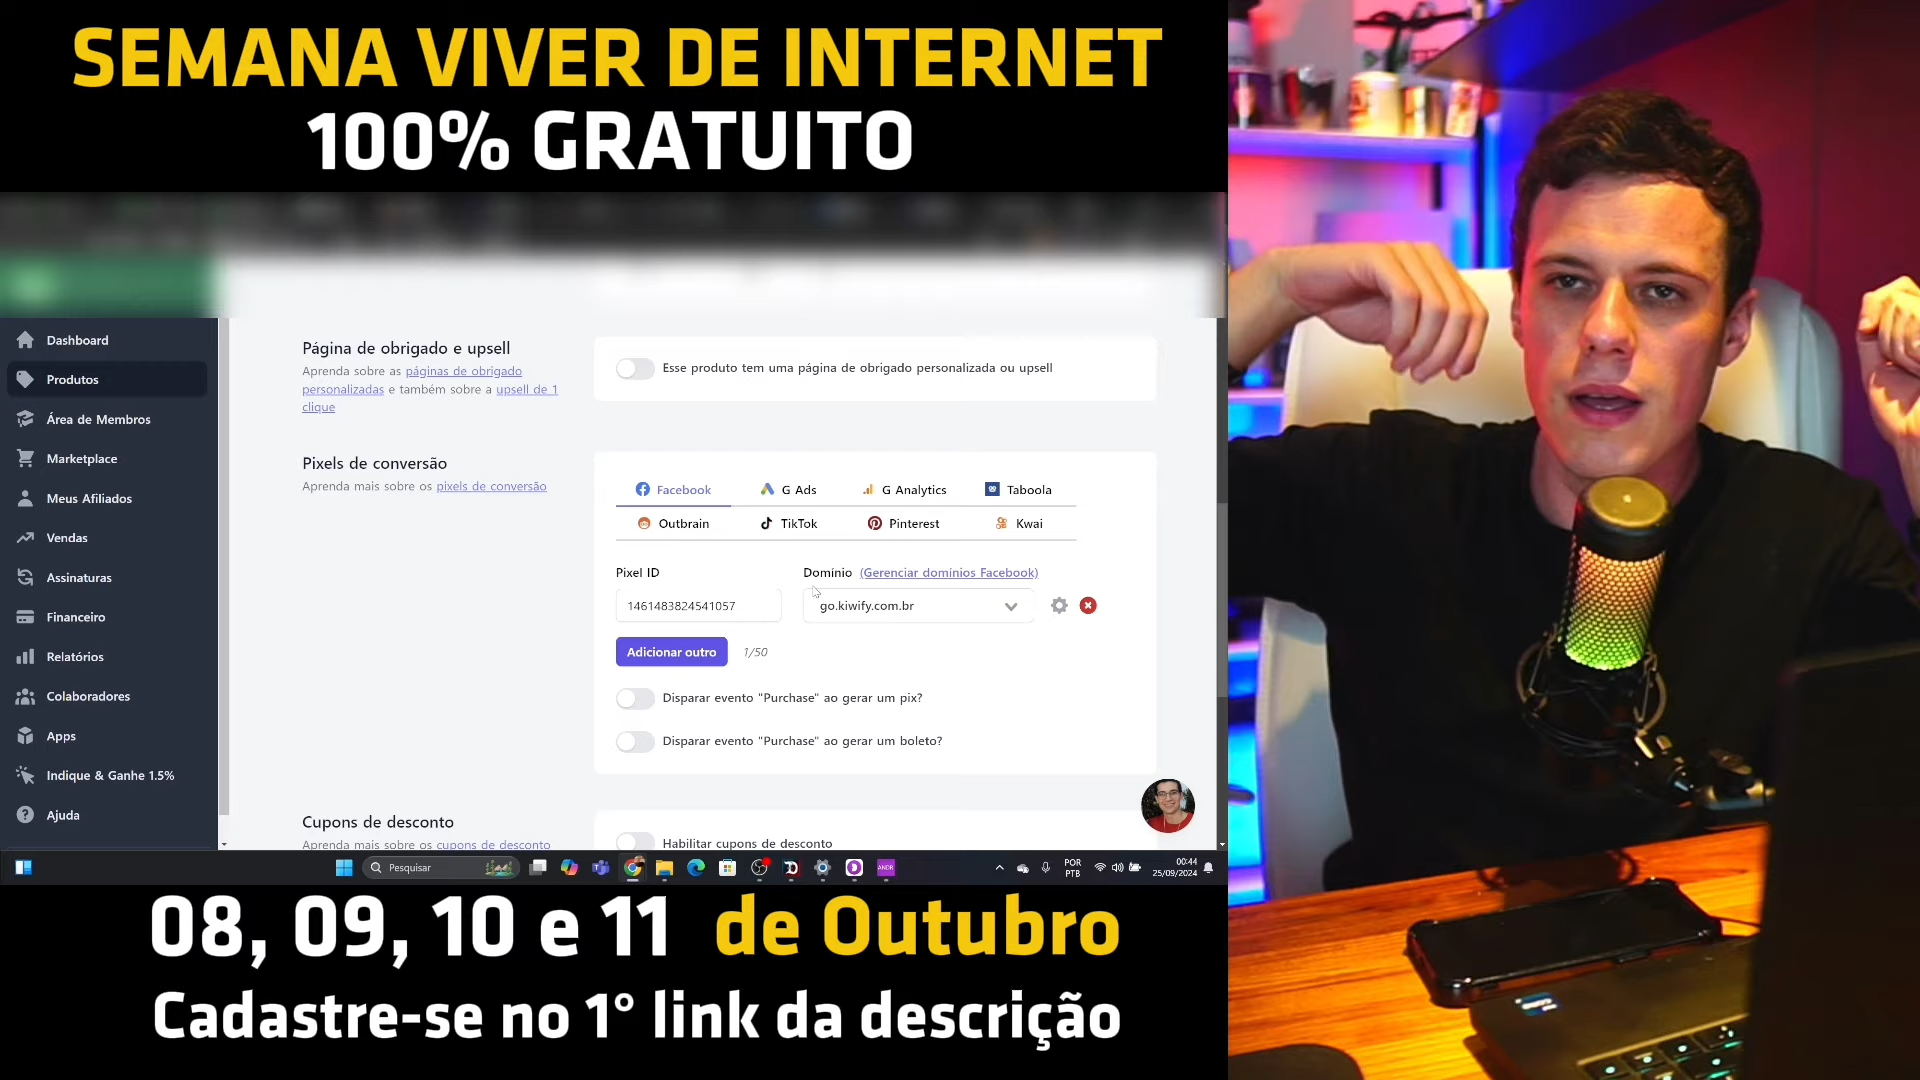 SEMANA VIVER DE INTERNET
100% GRATUITO
Dashboard
Produtos
Área de Membros
Marketplace
Meus Afiliados
Vendas
Assinaturas
Financeiro
Relatórios
Colaboradores
Apps
Indique & Ganhe 1.5%
Ajuda
Página de obrigado e upsell
Aprenda sobre as páginas de obrigado
personalizadas e também sobre a upsell de 1
clique
Esse produto tem uma página de obrigado personalizada ou upsell
Pixels de conversão
Aprenda mais sobre os pixels de conversão
Facebook
G Ads
G Analytics
Taboola
Outbrain
TikTok
Pinterest
Kwai
Pixel ID
Domínio (Gerenciar domínios Facebook)
1461483824541057
go.kiwify.com.br
Adicionar outro
1/50
Disparar evento "Purchase" ao gerar um pix?
Disparar evento "Purchase" ao gerar um boleto?
Cupons de desconto
Aprenda mais sobre os cupons de desconto
Habilitar cupons de desconto
Pesquisar
POR
PTB
00:44
25/09/2024
08, 09, 10 e 11 de Outubro
Cadastre-se no 1° link da descrição